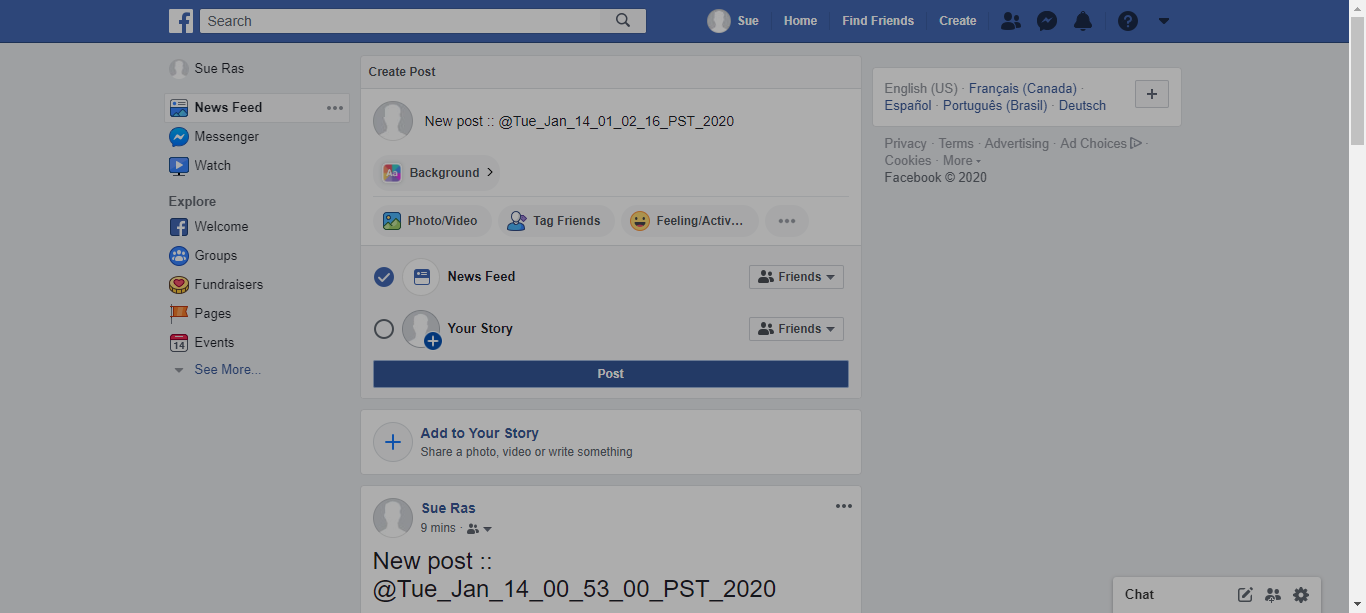 Search
Sue
Home
Find Friends
Create
Sue Ras
News Feed
Messenger
Watch
Explore
Welcome
Groups
Fundraisers
Pages
14
Events
See More...
Create Post
New post :: @Tue_Jan_14_01_02_16_PST_2020
Aa
Background
Photo/Video
Tag Friends
Feeling/Activ...
News Feed
Friends
Your Story
Friends
Post
Add to Your Story
Share a photo, video or write something
Sue Ras
9 mins ·
New post ::
@Tue_Jan_14_00_53_00_PST_2020
English (US) · Français (Canada) ·
Español · Português (Brasil) · Deutsch
Privacy · Terms · Advertising · Ad Choices ·
Cookies · More
Facebook © 2020
Chat